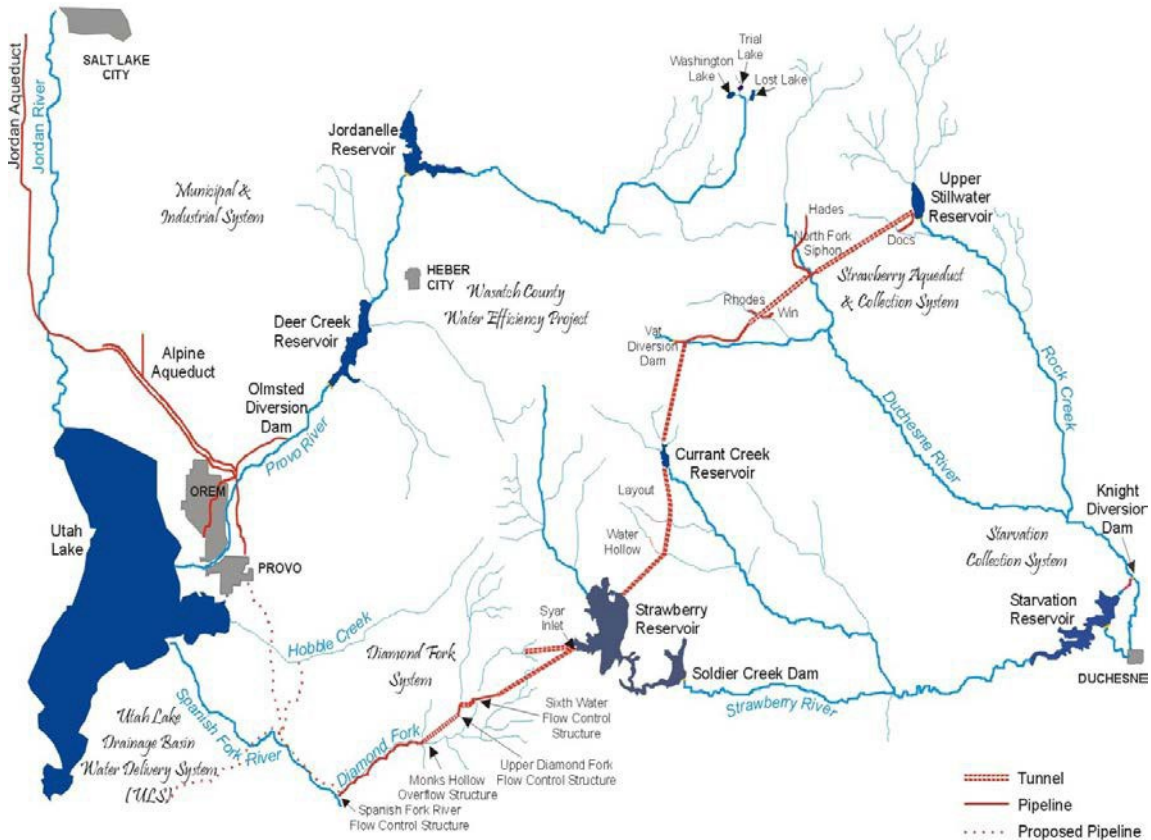 SALT LAKE
CITY
Jordan Aqueduct
Jordan River
Trial
Lake
Washington
Lake
Lost Lake
Jordanelle
Reservoir
Municipal &
Industrial System
Upper
Stillwater
Reservoir
Hades
North Fork
Siphon
Docs
Strawberry Aqueduct
& Collection System
HEBER
CITY
Wasatch County
Water Efficiency Project
Rhodes
Win
Vat
Diversion
Dam
Deer Creek
Reservoir
Alpine
Aqueduct
Olmsted
Diversion
Dam
Provo River
Rock Creek
Duchesne River
Currant Creek
Reservoir
Layout
Water
Hollow
OREM
Utah
Lake
PROVO
Knight
Diversion
Dam
Starvation
Collection System
Starvation
Reservoir
DUCHESNE
Strawberry
Reservoir
Syar
Inlet
Soldier Creek Dam
Strawberry River
Hobble Creek
Diamond Fork
System
Sixth Water
Flow Control
Structure
Upper Diamond Fork
Flow Control Structure
Diamond Fork
Monks Hollow
Overflow Structure
Spanish Fork River
Flow Control Structure
Spanish Fork River
Utah Lake
Drainage Basin
Water Delivery System
(ULS)
Tunnel
Pipeline
Proposed Pipeline